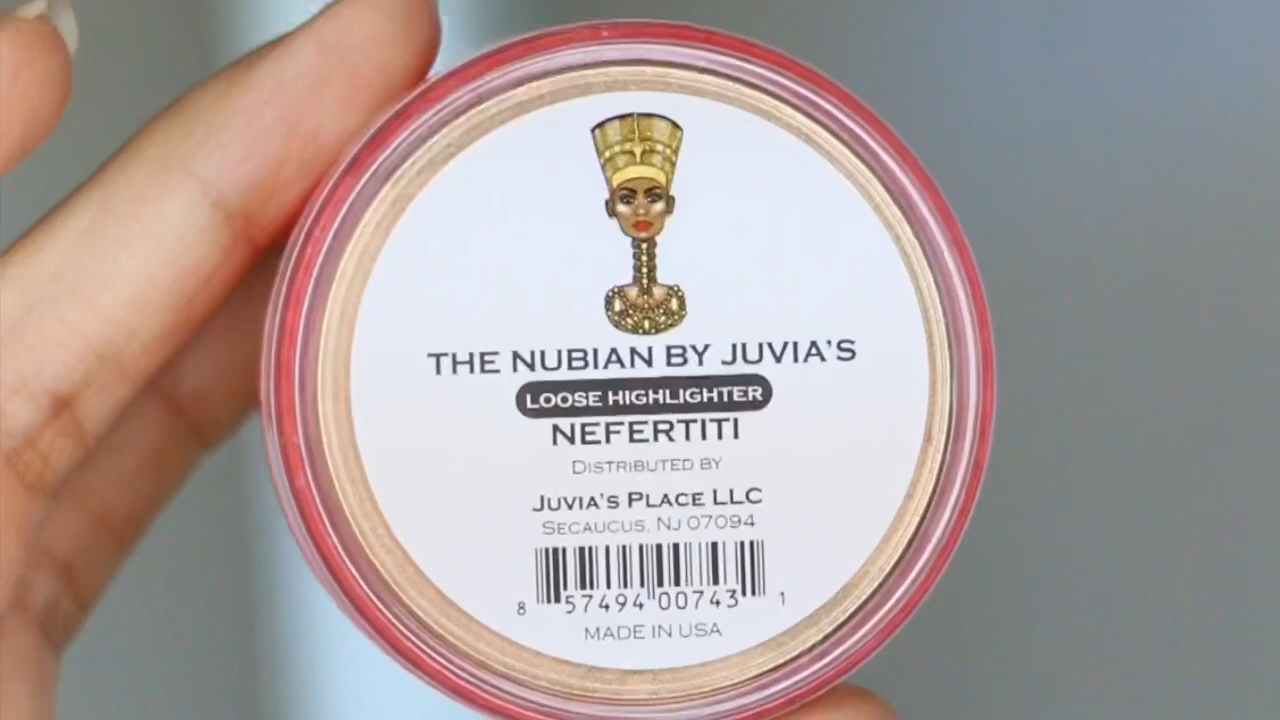 THE NUBIAN BY JUVIA'S
LOOSE HIGHLIGHTER
NEFERTITI
DISTRIBUTED BY
JUVIA'S PLACE LLC
SECAUCUS, NJ 07094
8 57494 00743 1
MADE IN USA